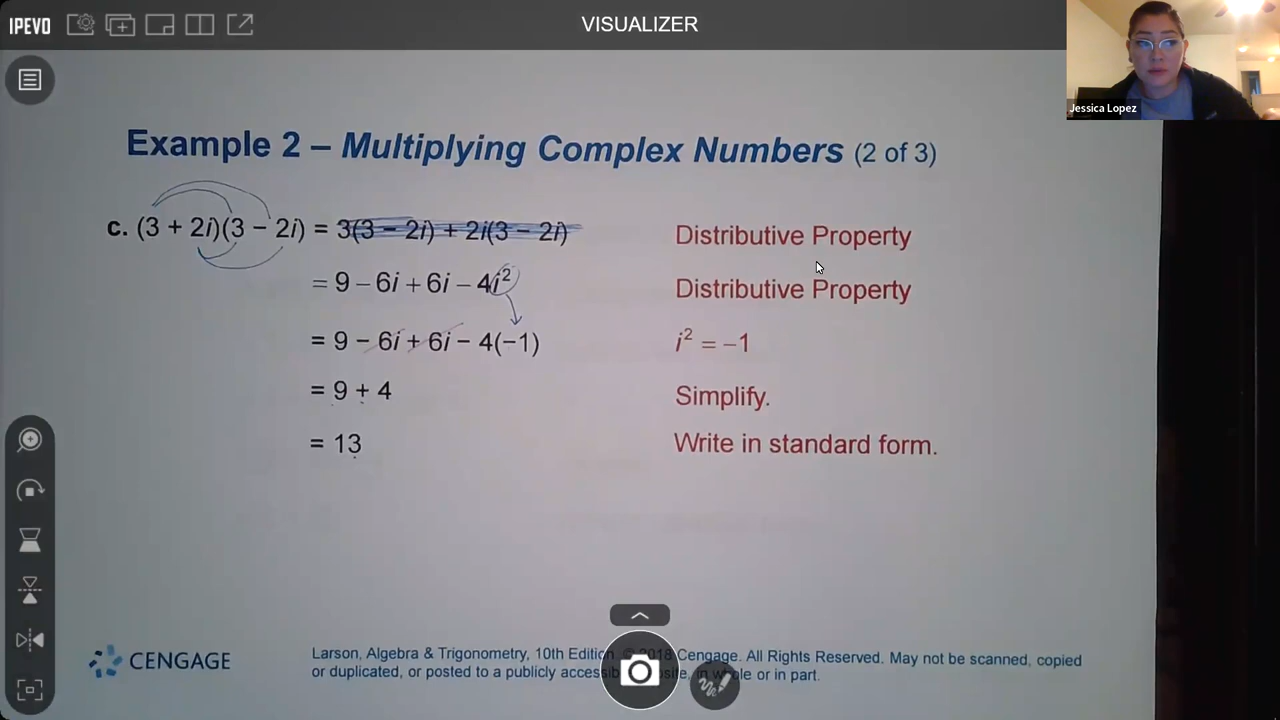 IPEVO
VISUALIZER
Jessica Lopez
Example 2 – Multiplying Complex Numbers (2 of 3)
c. (3 + 2i)(3 − 2i) = 3(3 − 2i) + 2i(3 − 2i) Distributive Property
= 9 − 6i + 6i − 4i² Distributive Property
= 9 − 6i + 6i − 4(−1) i² = −1
= 9 + 4 Simplify.
= 13 Write in standard form.
CENGAGE
Larson, Algebra & Trigonometry, 10th Edition. © 2018 Cengage. All Rights Reserved. May not be scanned, copied
or duplicated, or posted to a publicly accessible website, in whole or in part.